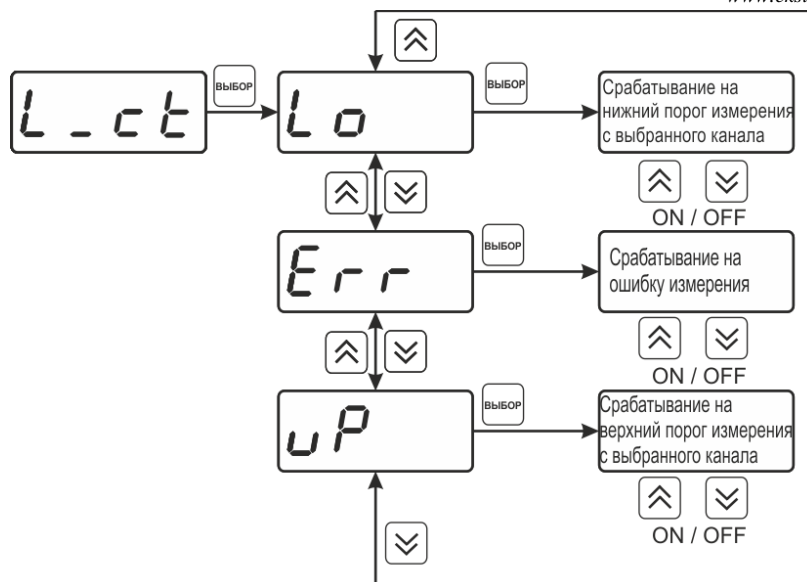 L_ct
ВЫБОР
Lo
ВЫБОР
Срабатывание на
нижний порог измерения
с выбранного канала
ON / OFF
Err
ВЫБОР
Срабатывание на
ошибку измерения
ON / OFF
uP
ВЫБОР
Срабатывание на
верхний порог измерения
с выбранного канала
ON / OFF